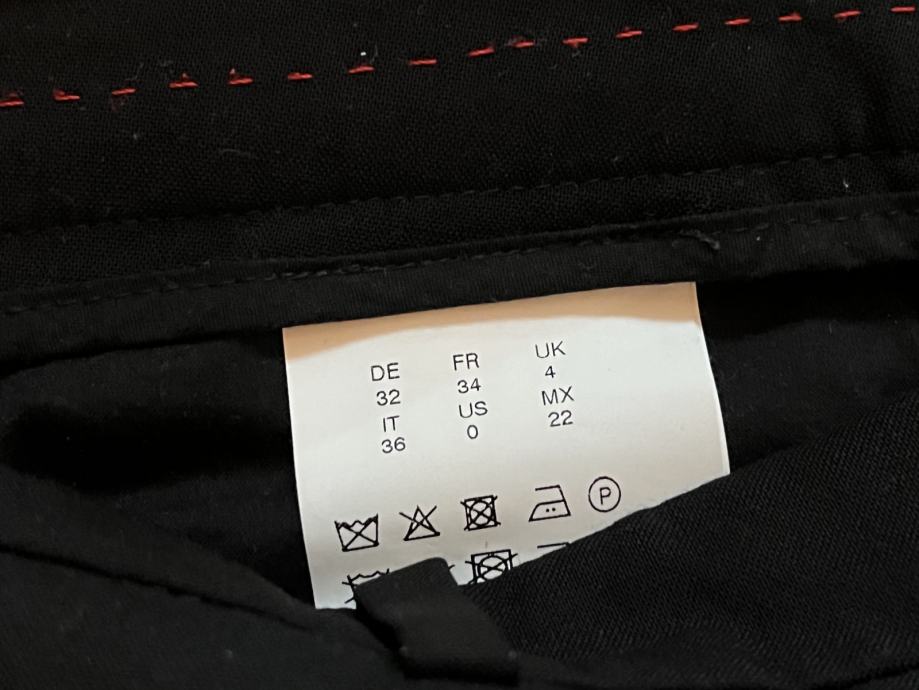 DE FR UK
32 34 4
IT US MX
36 0 22
P